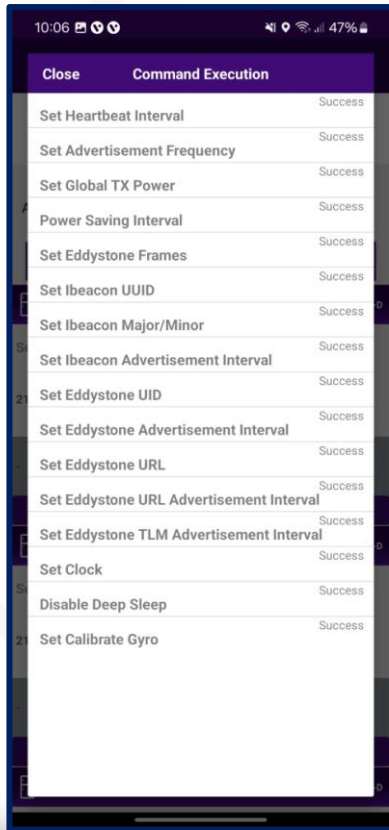 10:06 47%
Close Command Execution
Success
Set Heartbeat Interval
Success
Set Advertisement Frequency
Success
Set Global TX Power
Success
Power Saving Interval
Success
Set Eddystone Frames
Success
Set Ibeacon UUID
Success
Set Ibeacon Major/Minor
Success
Set Ibeacon Advertisement Interval
Success
Set Eddystone UID
Success
Set Eddystone Advertisement Interval
Success
Set Eddystone URL
Success
Set Eddystone URL Advertisement Interval
Success
Set Eddystone TLM Advertisement Interval
Success
Set Clock
Success
Disable Deep Sleep
Success
Set Calibrate Gyro